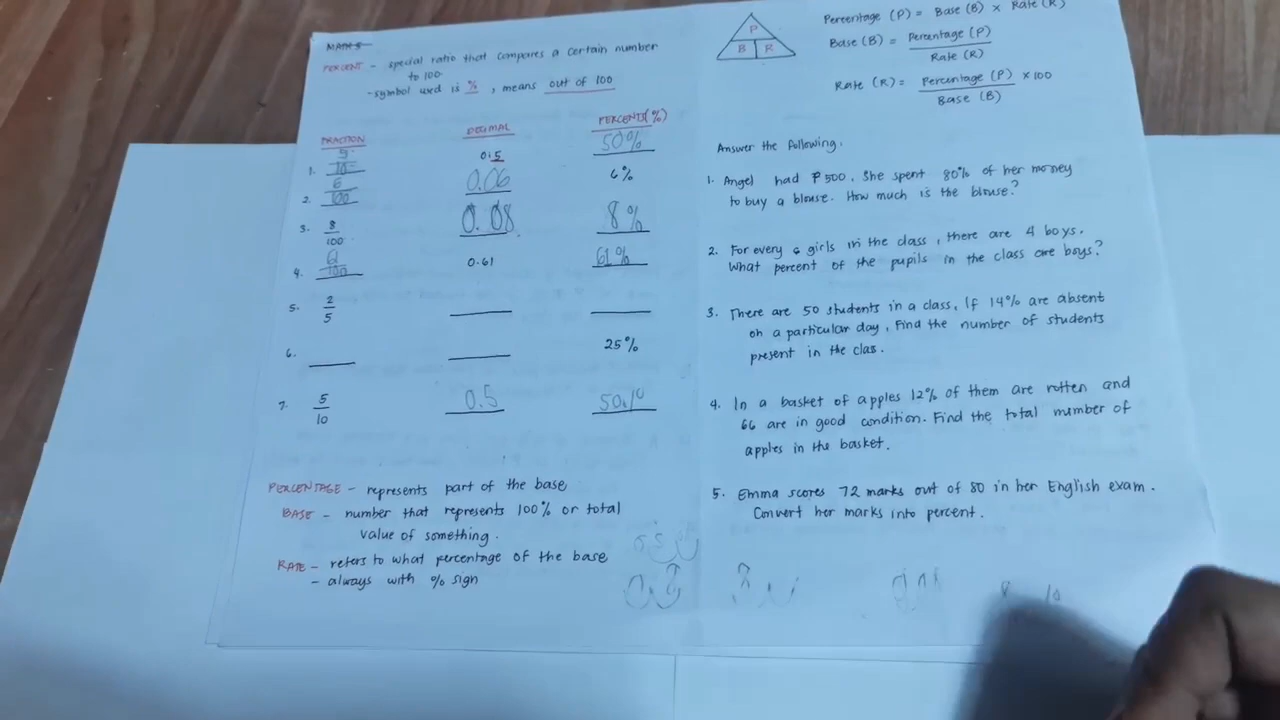 MATH 5
PERCENT - special ratio that compares a certain number
to 100.
- symbol used is %, means out of 100
FRACTION DECIMAL PERCENTS(%)
1. 5/10 0.5 50%
2. 6/100 0.06 6%
3. 8/100 0.08 8%
4. 61/100 0.61 61%
5. 2/5
6. 25%
7. 5/10 0.5 50%
PERCENTAGE - represents part of the base
BASE - number that represents 100% or total
value of something.
RATE - refers to what percentage of the base
- always with % sign
P
B R
Percentage (P) = Base (B) × Rate (R)
Base (B) = Percentage (P) / Rate (R)
Rate (R) = Percentage (P) / Base (B) × 100
Answer the following.
1. Angel had ₱500. She spent 80% of her money
to buy a blouse. How much is the blouse?
2. For every 6 girls in the class, there are 4 boys.
What percent of the pupils in the class are boys?
3. There are 50 students in a class. If 14% are absent
on a particular day, Find the number of students
present in the clas.
4. In a basket of apples 12% of them are rotten and
66 are in good condition. Find the total number of
apples in the basket.
5. Emma scores 72 marks out of 80 in her English exam.
Convert her marks into percent.